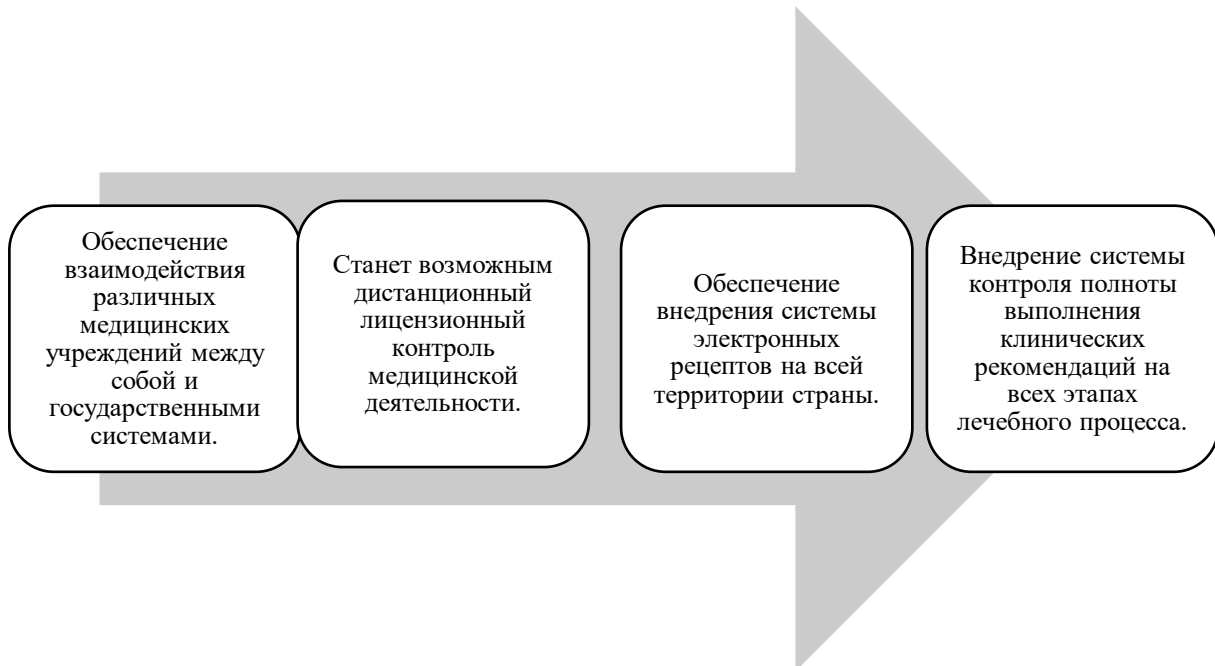 Обеспечение
взаимодействия
различных
медицинских
учреждений между
собой и
государственными
системами.
Станет возможным
дистанционный
лицензионный
контроль
медицинской
деятельности.
Обеспечение
внедрения системы
электронных
рецептов на всей
территории страны.
Внедрение системы
контроля полноты
выполнения
клинических
рекомендаций на
всех этапах
лечебного процесса.